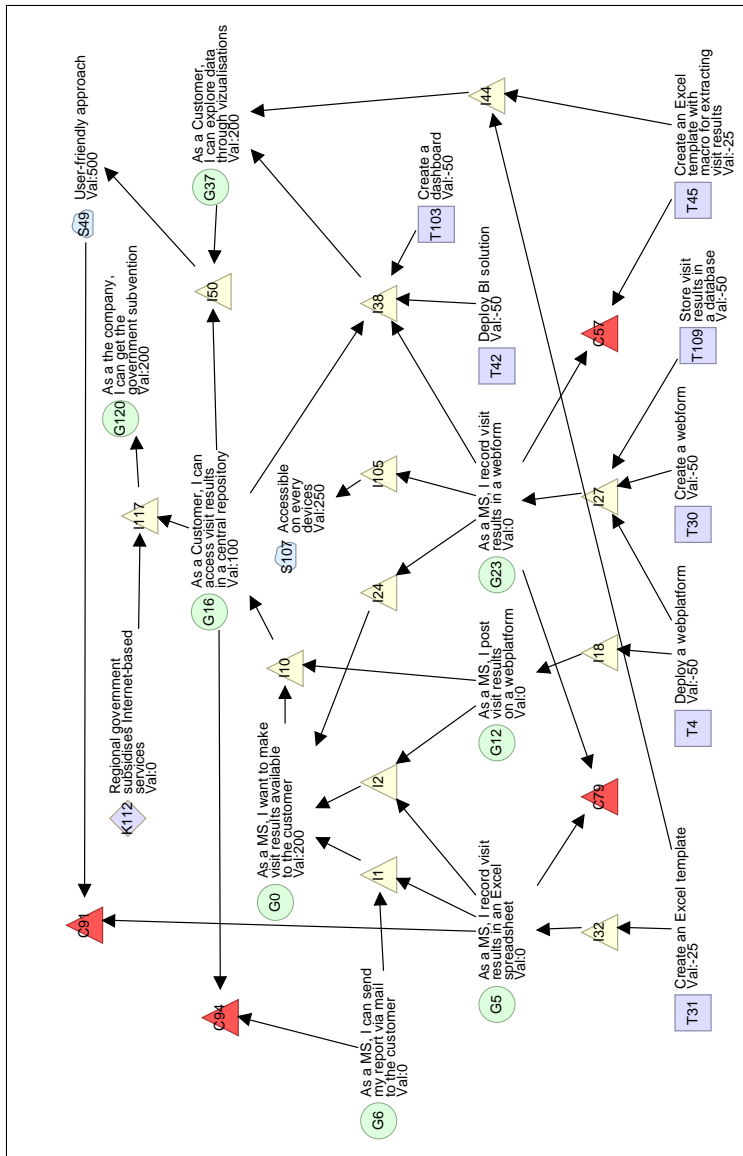 C91
S49
User-friendly approach
Val:500
K112
Regional government
subsidises Internet-based
services
Val:0
I117
G120
As a the company,
I can get the
government subvention
Val:200
C94
G16
As a Customer, I can
access visit results
in a central repository
Val:100
I50
G37
As a Customer,
I can explore data
through vizualisations
Val:200
G0
As a MS, I want to make
visit results available
to the customer
Val:200
I10
S107
Accessible
on every
devices
Val:250
G6
As a MS, I can send
my report via mail
to the customer
Val:0
I1
I2
I24
I105
I38
T103
Create a
dashboard
Val:-50
I44
G5
As a MS, I record visit
results in an Excel
spreadsheet
Val:0
G12
As a MS, I post
visit results
on a webplatform
Val:0
G23
As a MS, I record visit
results in a webform
Val:0
T42
Deploy BI solution
Val:-50
I32
C79
I18
I27
C57
T31
Create an Excel template
Val:-25
T4
Deploy a webplatform
Val:-50
T30
Create a webform
Val:-50
T109
Store visit
results in
a database
Val:-50
T45
Create an Excel
template with
macro for extracting
visit results
Val:-25